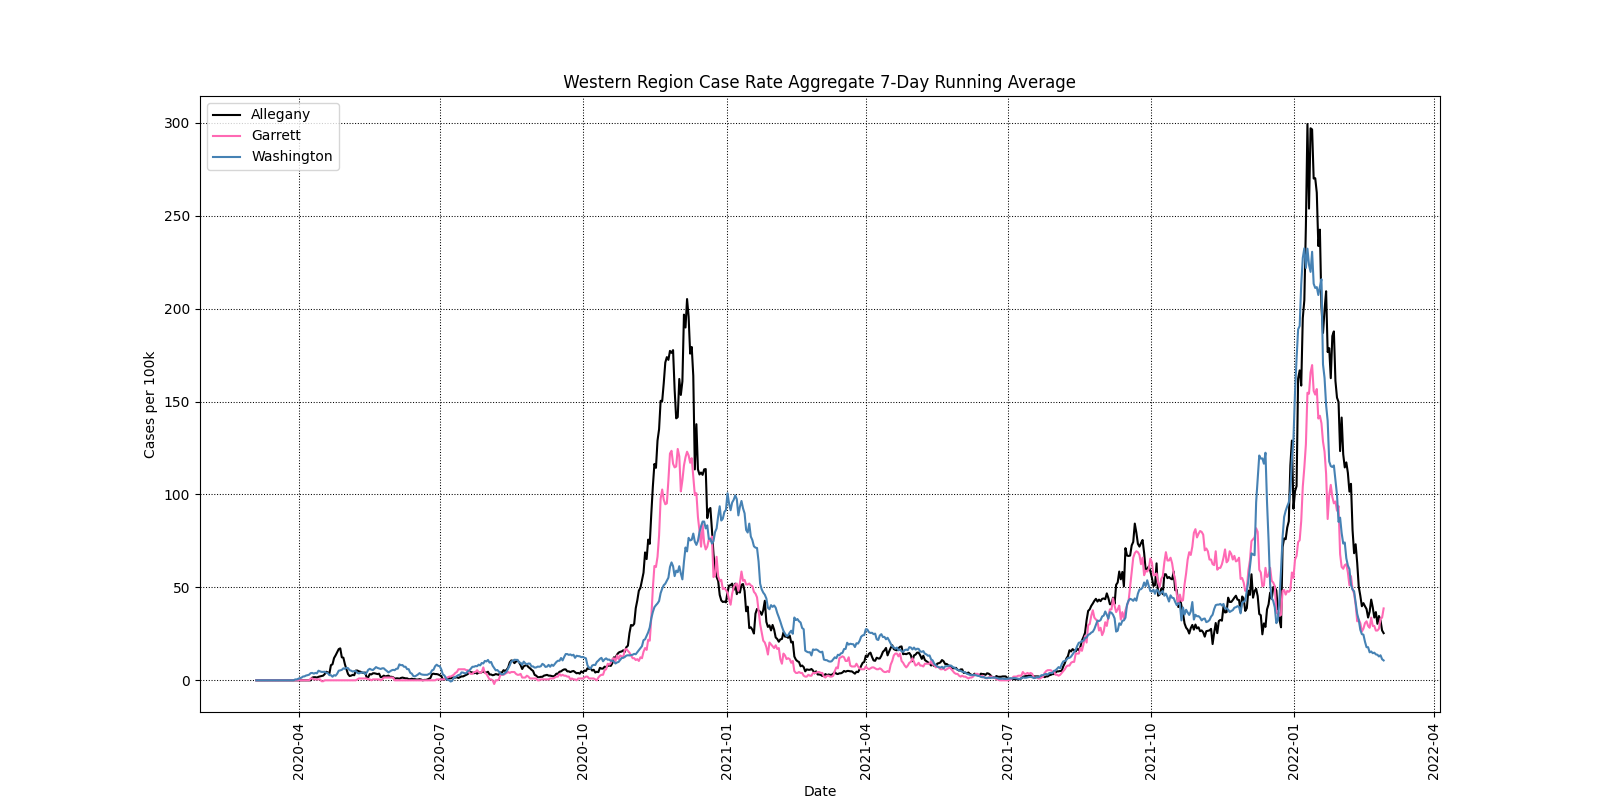 Western Region Case Rate Aggregate 7-Day Running Average
Allegany
Garrett
Washington
300
250
200
150
100
50
0
Cases per 100k
2020-04
2020-07
2020-10
2021-01
2021-04
2021-07
2021-10
2022-01
2022-04
Date